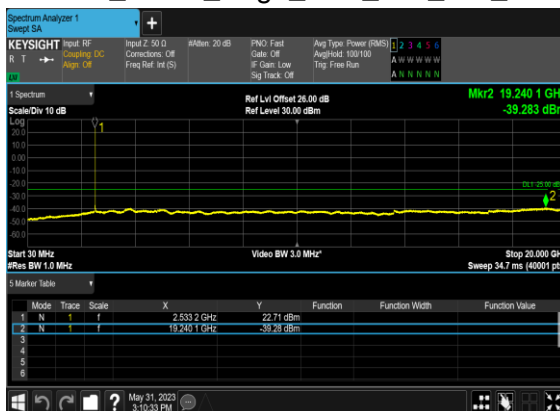 Spectrum Analyzer 1
Swept SA
+
KEYSIGHT Input: RF Input Z: 50 Ω #Atten: 20 dB PNO: Fast Avg Type: Power (RMS) 1 2 3 4 5 6
R T Coupling: DC Corrections: Off Gate: Off Avg|Hold: 100/100 A W W W W W
Align: Off Freq Ref: Int (S) IF Gain: Low Trig: Free Run A N N N N N
Sig Track: Off
1 Spectrum Ref Lvl Offset 26.00 dB Mkr2 19.240 1 GH
Scale/Div 10 dB Ref Level 30.00 dBm -39.283 dBr
Log
20.0
10.0
0.00
-10.0
-20.0
-30.0
-40.0
-50.0
-60.0
1
DL1 -25.00 dB
2
Start 30 MHz Video BW 3.0 MHz* Stop 20.000 GH
#Res BW 1.0 MHz Sweep 34.7 ms (40001 pt
5 Marker Table
Mode Trace Scale X Y Function Function Width Function Value
1 N 1 f 2.533 2 GHz 22.71 dBm
2 N 1 f 19.240 1 GHz -39.28 dBm
3
4
5
6
? May 31, 2023
3:10:33 PM